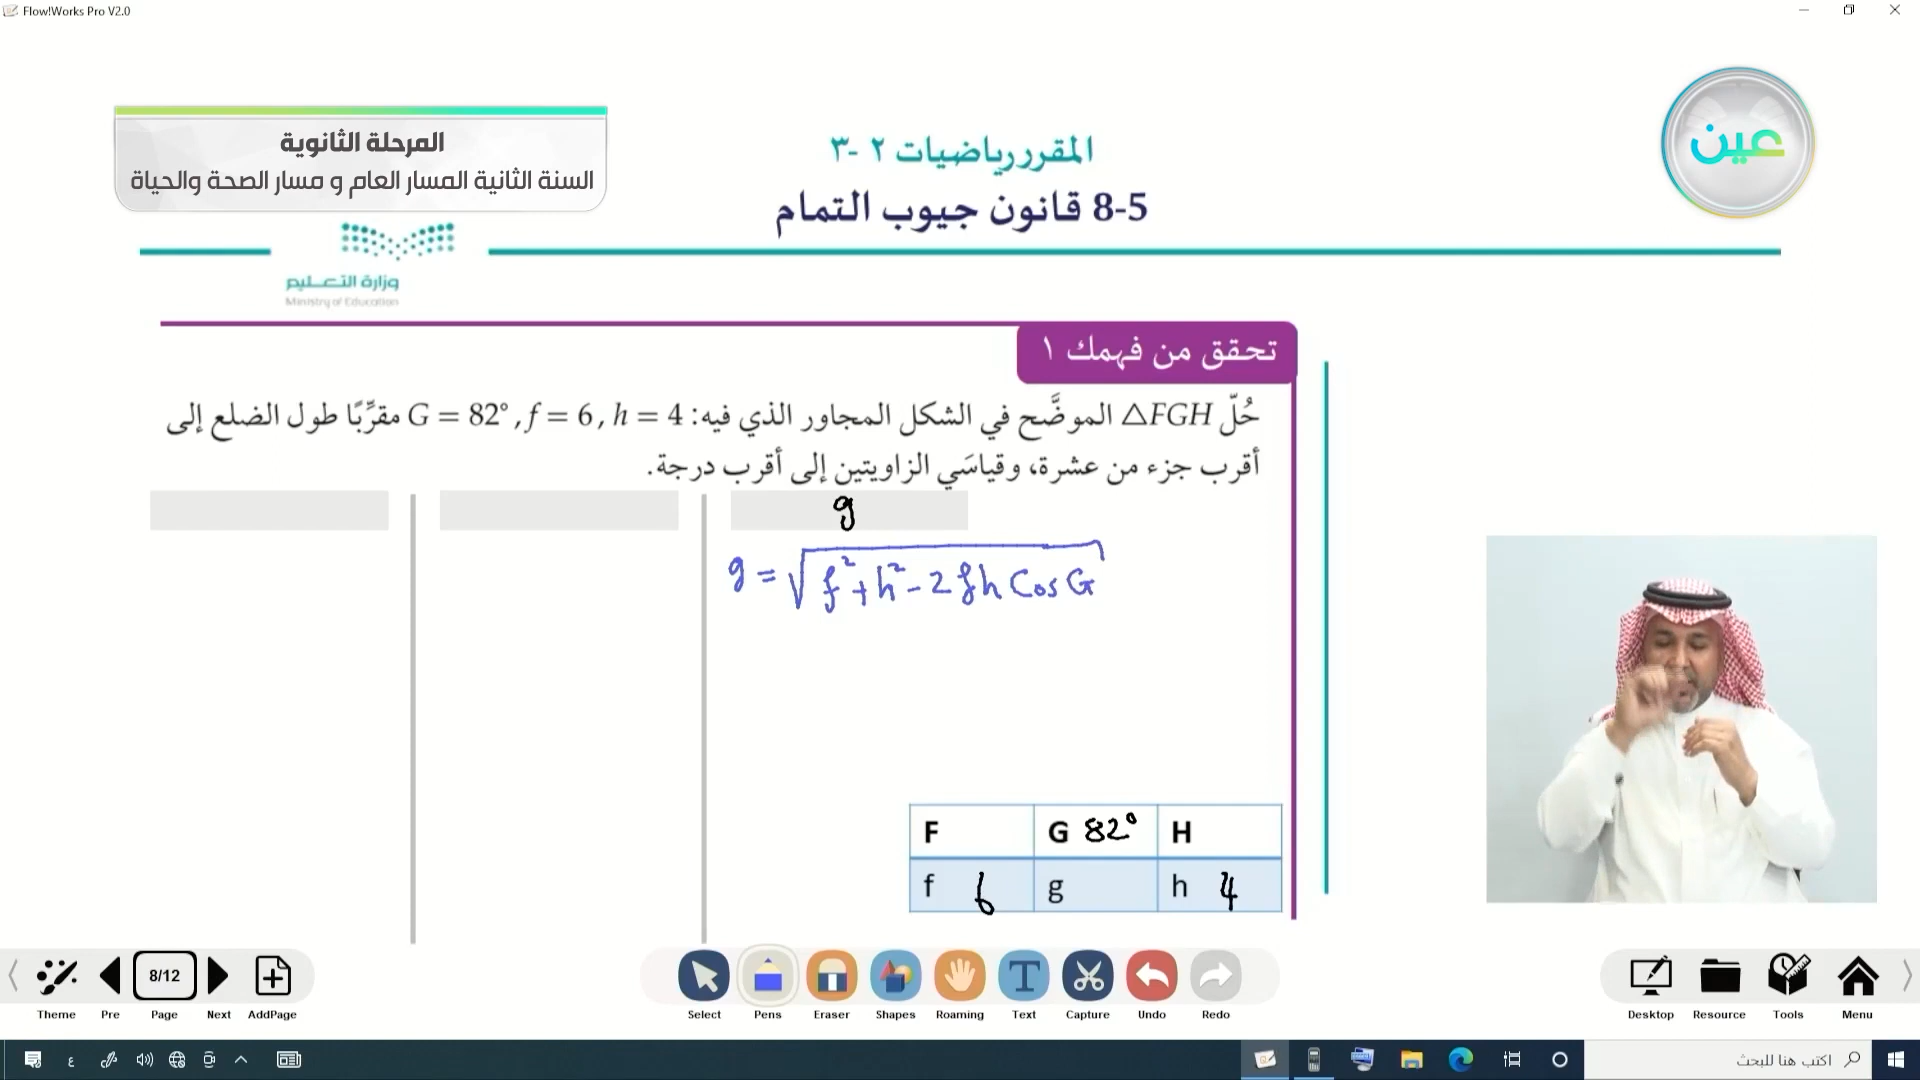 Flow!Works Pro V2.0
المرحلة الثانوية
السنة الثانية المسار العام و مسار الصحة والحياة
المقرر رياضيات ٢ -٣
8-5 قانون جيوب التمام
عين
وزارة التعليم
Ministry of Education
تحقق من فهمك ١
حُلّ △FGH الموضَّح في الشكل المجاور الذي فيه: G = 82°, f = 6, h = 4 مقرِّبًا طول الضلع إلى
أقرب جزء من عشرة، وقياسَي الزاويتين إلى أقرب درجة.
g
g = √f² + h² - 2 fh Cos G
F G 82° H
f 6 g h 4
8/12
Theme Pre Page Next AddPage
Select Pens Eraser Shapes Roaming Text Capture Undo Redo
Desktop Resource Tools Menu
ع
اكتب هنا للبحث